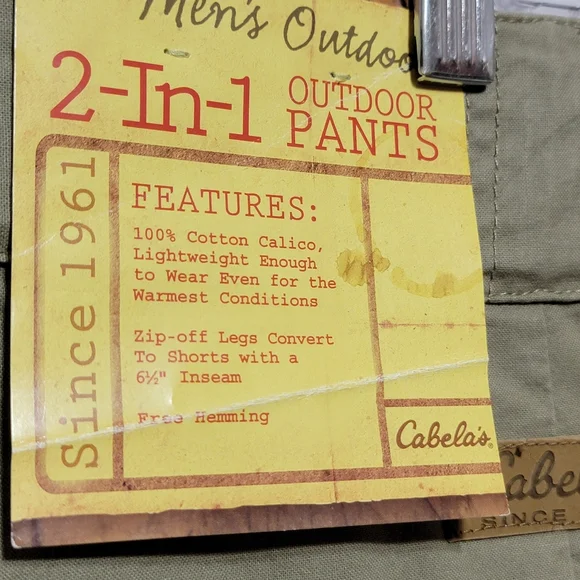 Men's Outdoo
2-In-1
OUTDOOR
PANTS
Since 1961
FEATURES:
100% Cotton Calico,
Lightweight Enough
to Wear Even for the
Warmest Conditions
Zip-off Legs Convert
To Shorts with a
6½" Inseam
Free Hemming
Cabela's®
Cabel
SINCE